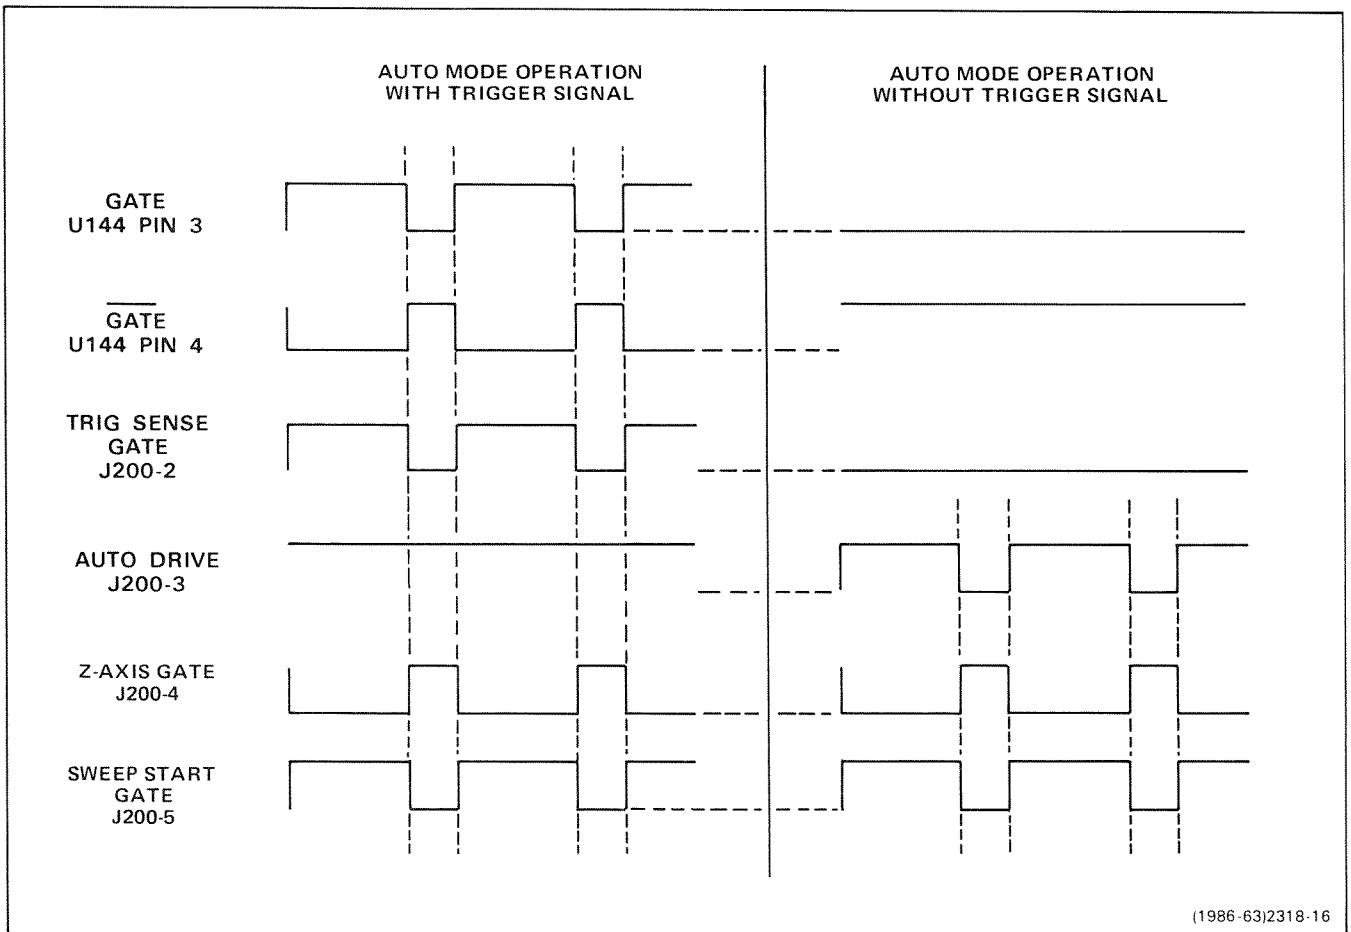 AUTO MODE OPERATION
WITH TRIGGER SIGNAL
AUTO MODE OPERATION
WITHOUT TRIGGER SIGNAL
GATE
U144 PIN 3
GATE
U144 PIN 4
TRIG SENSE
GATE
J200-2
AUTO DRIVE
J200-3
Z-AXIS GATE
J200-4
SWEEP START
GATE
J200-5
(1986-63)2318-16